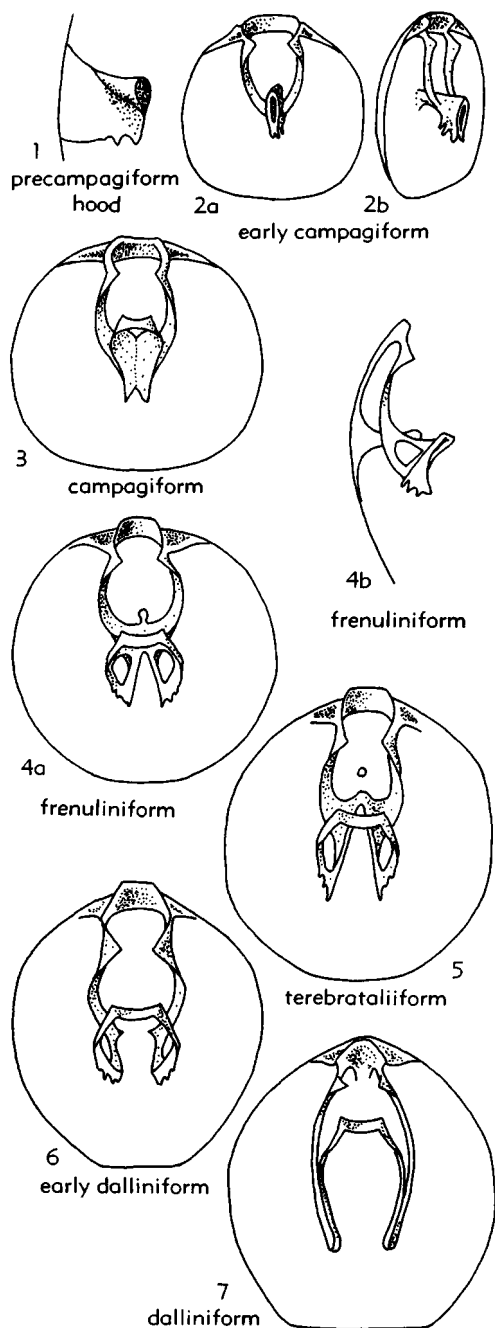 1
precampagiform
hood
2a
2b
early campagiform
3
campagiform
4b
frenuliniform
4a
frenuliniform
5
terebrataliiform
6
early dalliniform
7
dalliniform